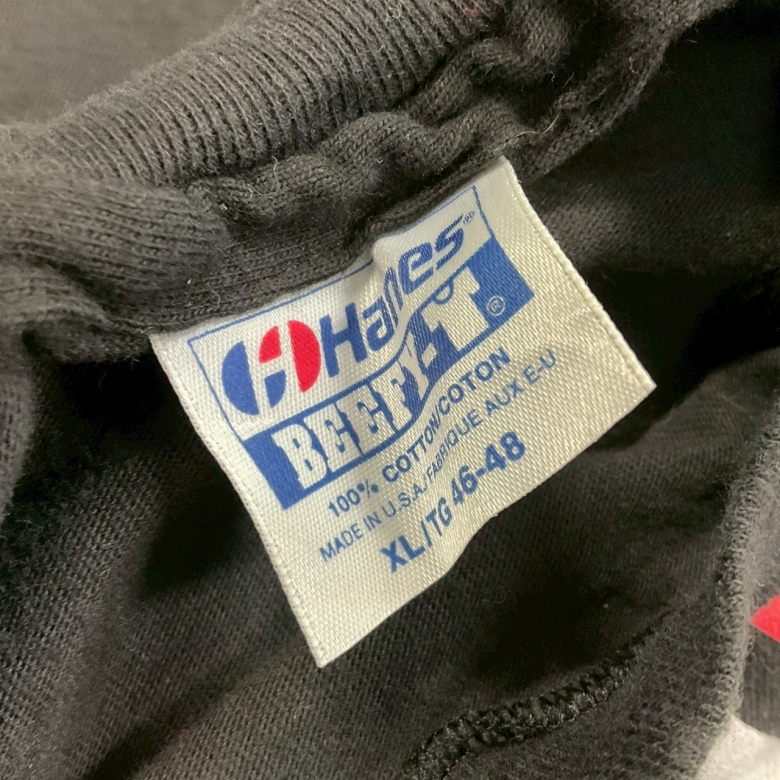 Hanes
BEEFY-T®
100% COTTON/COTON
MADE IN U.S.A./FABRIQUE AUX E-U
XL/TG 46-48